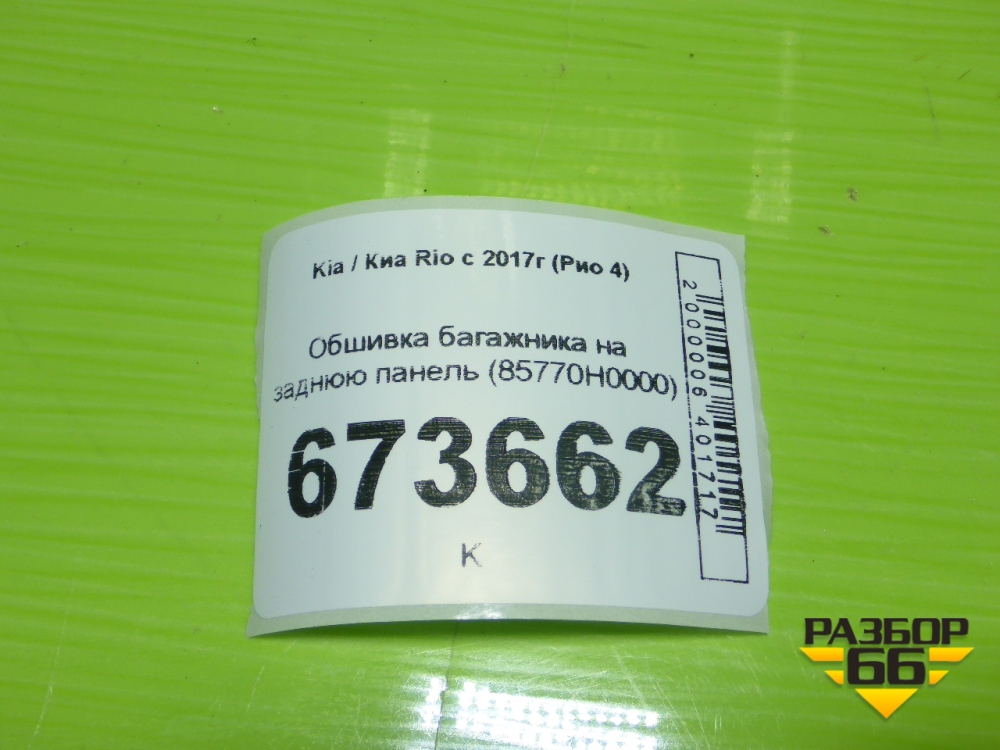 Kia / Киа Rio с 2017г (Рио 4)
Обшивка багажника на
заднюю панель (85770H0000)
673662
К
2000006401717
РАЗБОР
66